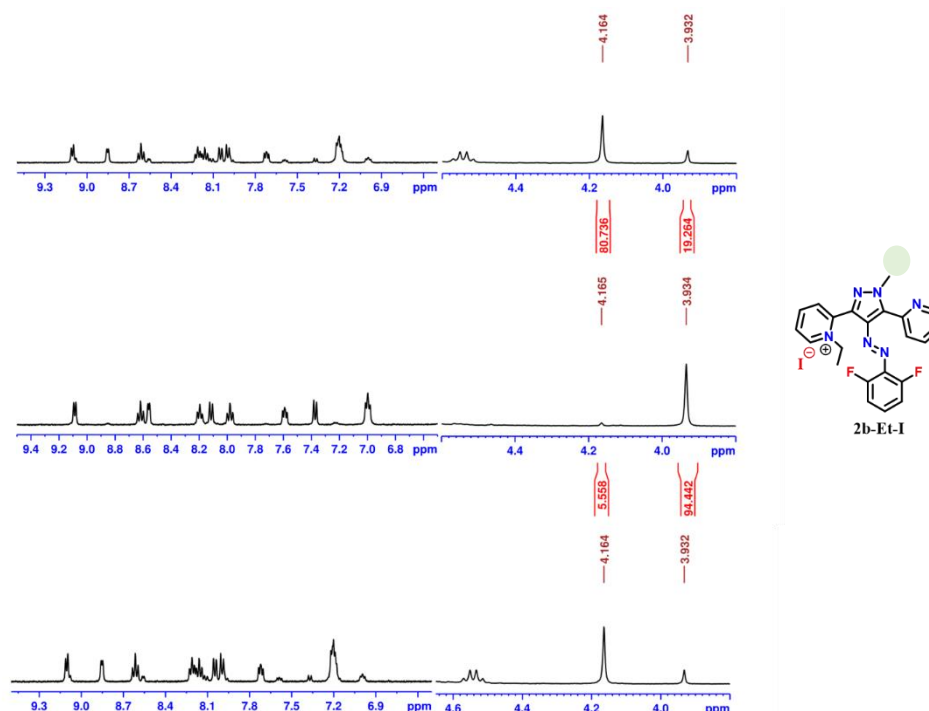 4.164
3.932
9.3 9.0 8.7 8.4 8.1 7.8 7.5 7.2 6.9 ppm
4.4 4.2 4.0 ppm
80.736
19.264
4.165
3.934
9.4 9.2 9.0 8.8 8.6 8.4 8.2 8.0 7.8 7.6 7.4 7.2 7.0 ppm
4.4 4.2 4.0 ppm
5.558
94.442
4.164
3.932
9.3 9.0 8.7 8.4 8.1 7.8 7.5 7.2 6.9 ppm
4.6 4.4 4.2 4.0 ppm
N N N
N
N
N
I⊖ ⊕
F F
2b-Et-I